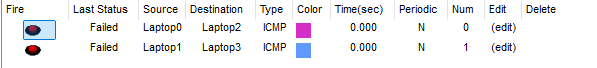 Fire Last Status Source Destination Type Color Time(sec) Periodic Num Edit Delete
Failed Laptop0 Laptop2 ICMP 0.000 N 0 (edit)
Failed Laptop1 Laptop3 ICMP 0.000 N 1 (edit)